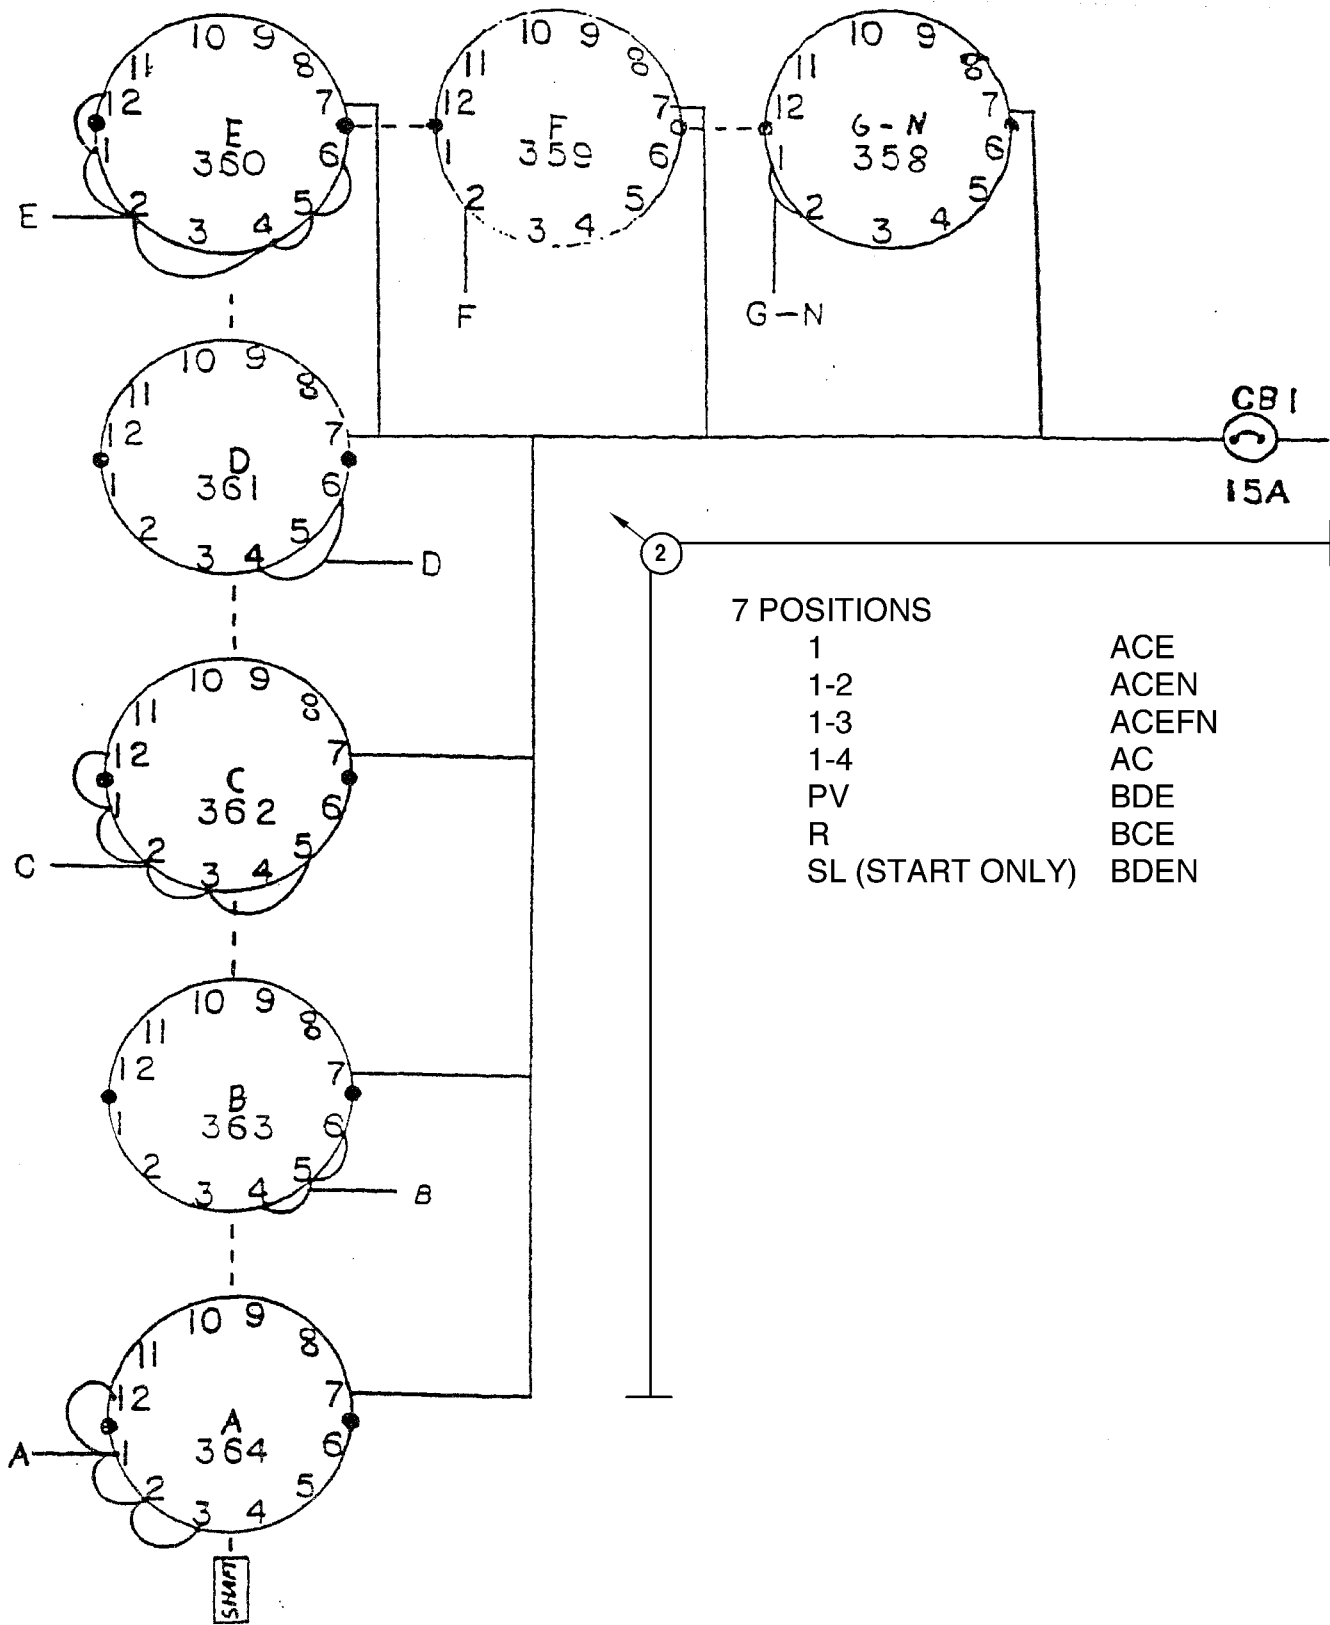 10 9
11 8
12 7
E
360
1 6
2 5
3 4
E
10 9
11 8
12 7
F
359
1 6
2 5
3 4
F
10 9
11 8
12 7
G-N
358
1 6
2 5
3 4
G-N
10 9
11 8
12 7
D
361
1 6
2 5
3 4
D
CB 1
15A
2
7 POSITIONS
1 ACE
1-2 ACEN
1-3 ACEFN
1-4 AC
PV BDE
R BCE
SL (START ONLY) BDEN
10 9
11 8
12 7
C
362
1 6
2 5
3 4
C
10 9
11 8
12 7
B
363
1 6
2 5
3 4
B
10 9
11 8
12 7
A
364
1 6
2 5
3 4
A
SHAFT